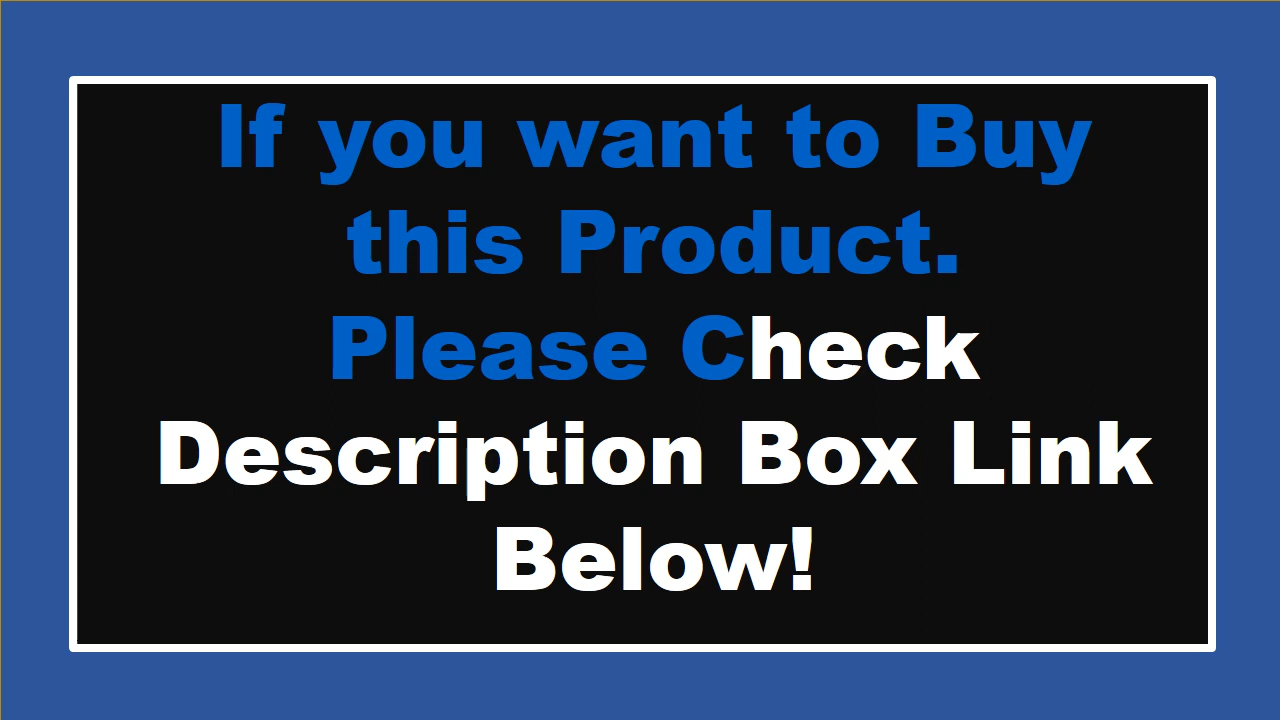 If you want to Buy
this Product.
Please Check
Description Box Link
Below!